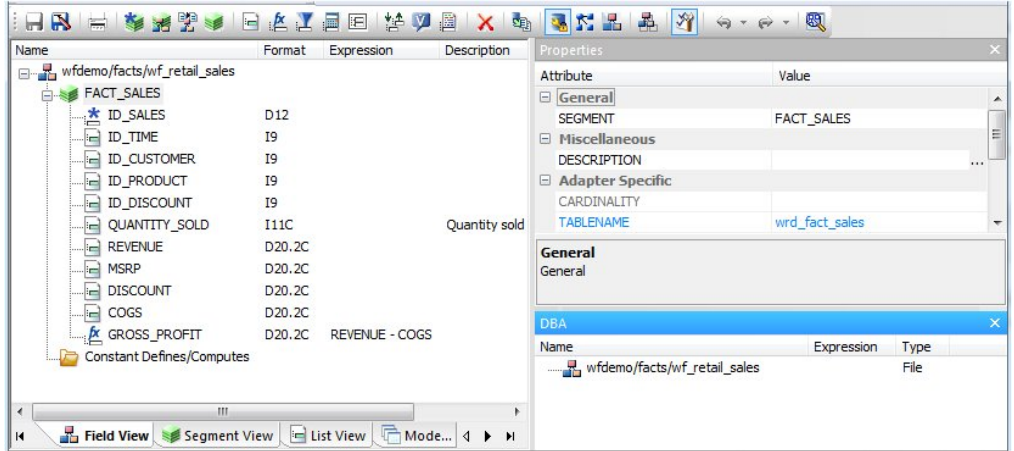 Name Format Expression Description
wfdemo/facts/wf_retail_sales
FACT_SALES
ID_SALES D12
ID_TIME I9
ID_CUSTOMER I9
ID_PRODUCT I9
ID_DISCOUNT I9
QUANTITY_SOLD I11C Quantity sold
REVENUE D20.2C
MSRP D20.2C
DISCOUNT D20.2C
COGS D20.2C
GROSS_PROFIT D20.2C REVENUE - COGS
Constant Defines/Computes
Field View Segment View List View Mode...
Properties
Attribute Value
General
SEGMENT FACT_SALES
Miscellaneous
DESCRIPTION ...
Adapter Specific
CARDINALITY
TABLENAME wrd_fact_sales
General
General
DBA
Name Expression Type
wfdemo/facts/wf_retail_sales File